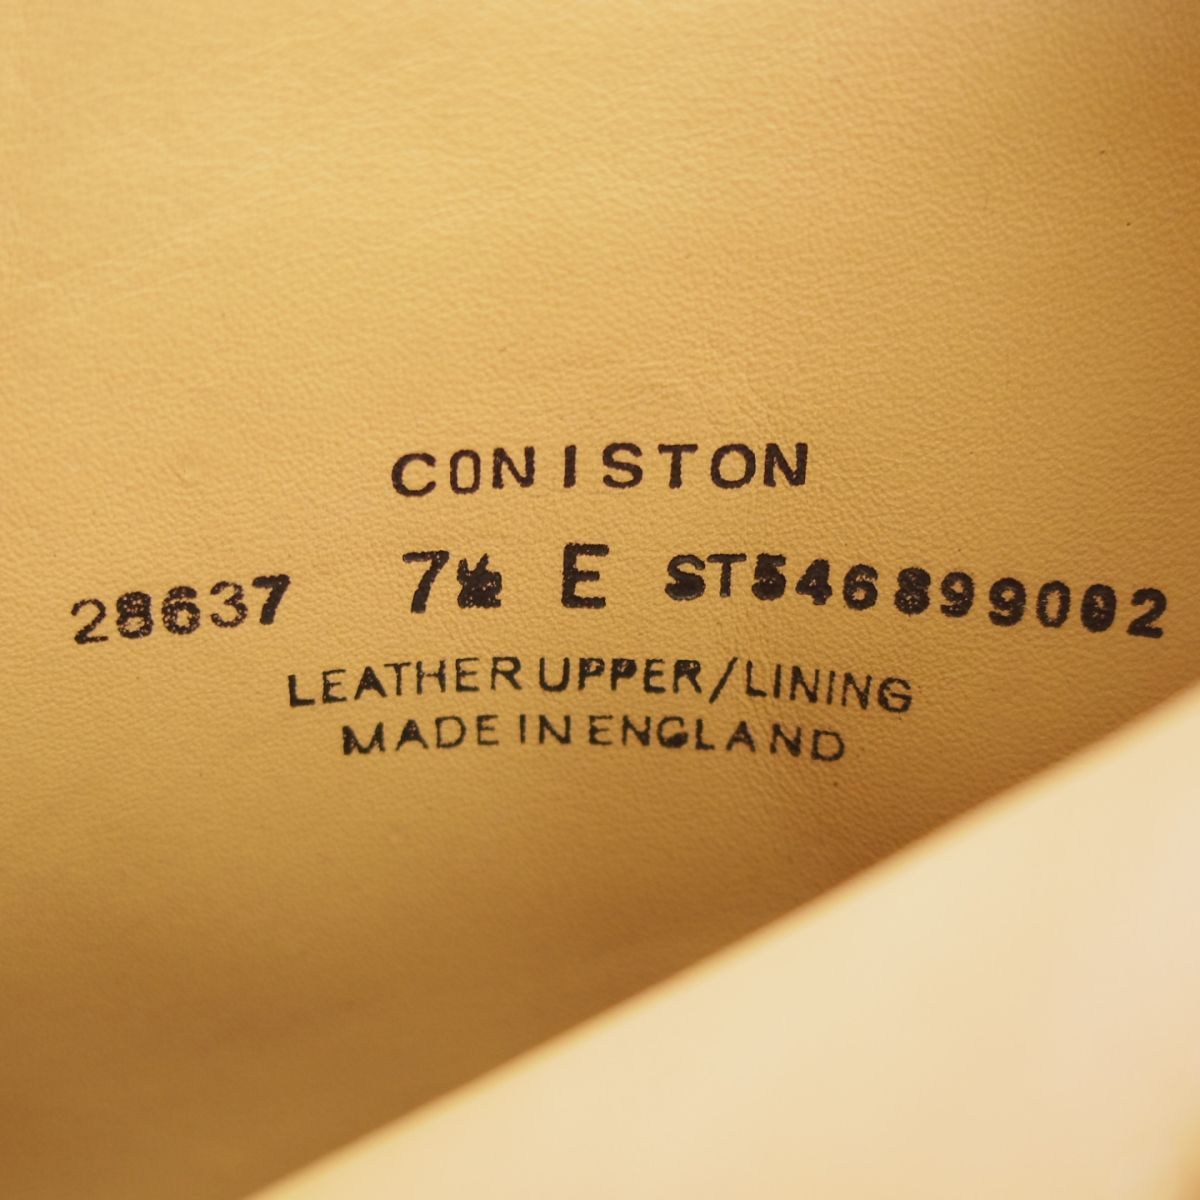 CONISTON
28637 7½ E ST546899002
LEATHER UPPER/LINING
MADE IN ENGLAND